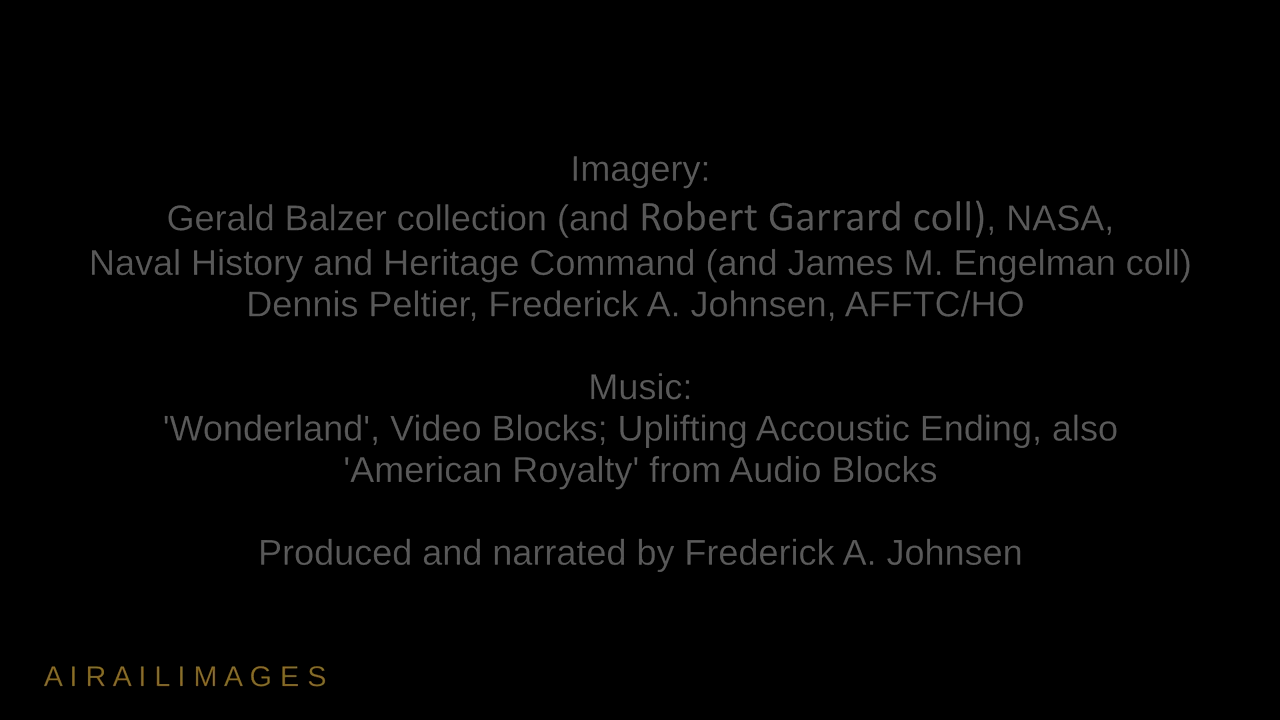 Imagery:
Gerald Balzer collection (and Robert Garrard coll), NASA,
Naval History and Heritage Command (and James M. Engelman coll)
Dennis Peltier, Frederick A. Johnsen, AFFTC/HO
Music:
'Wonderland', Video Blocks; Uplifting Accoustic Ending, also
'American Royalty' from Audio Blocks
Produced and narrated by Frederick A. Johnsen
AIRAILIMAGES